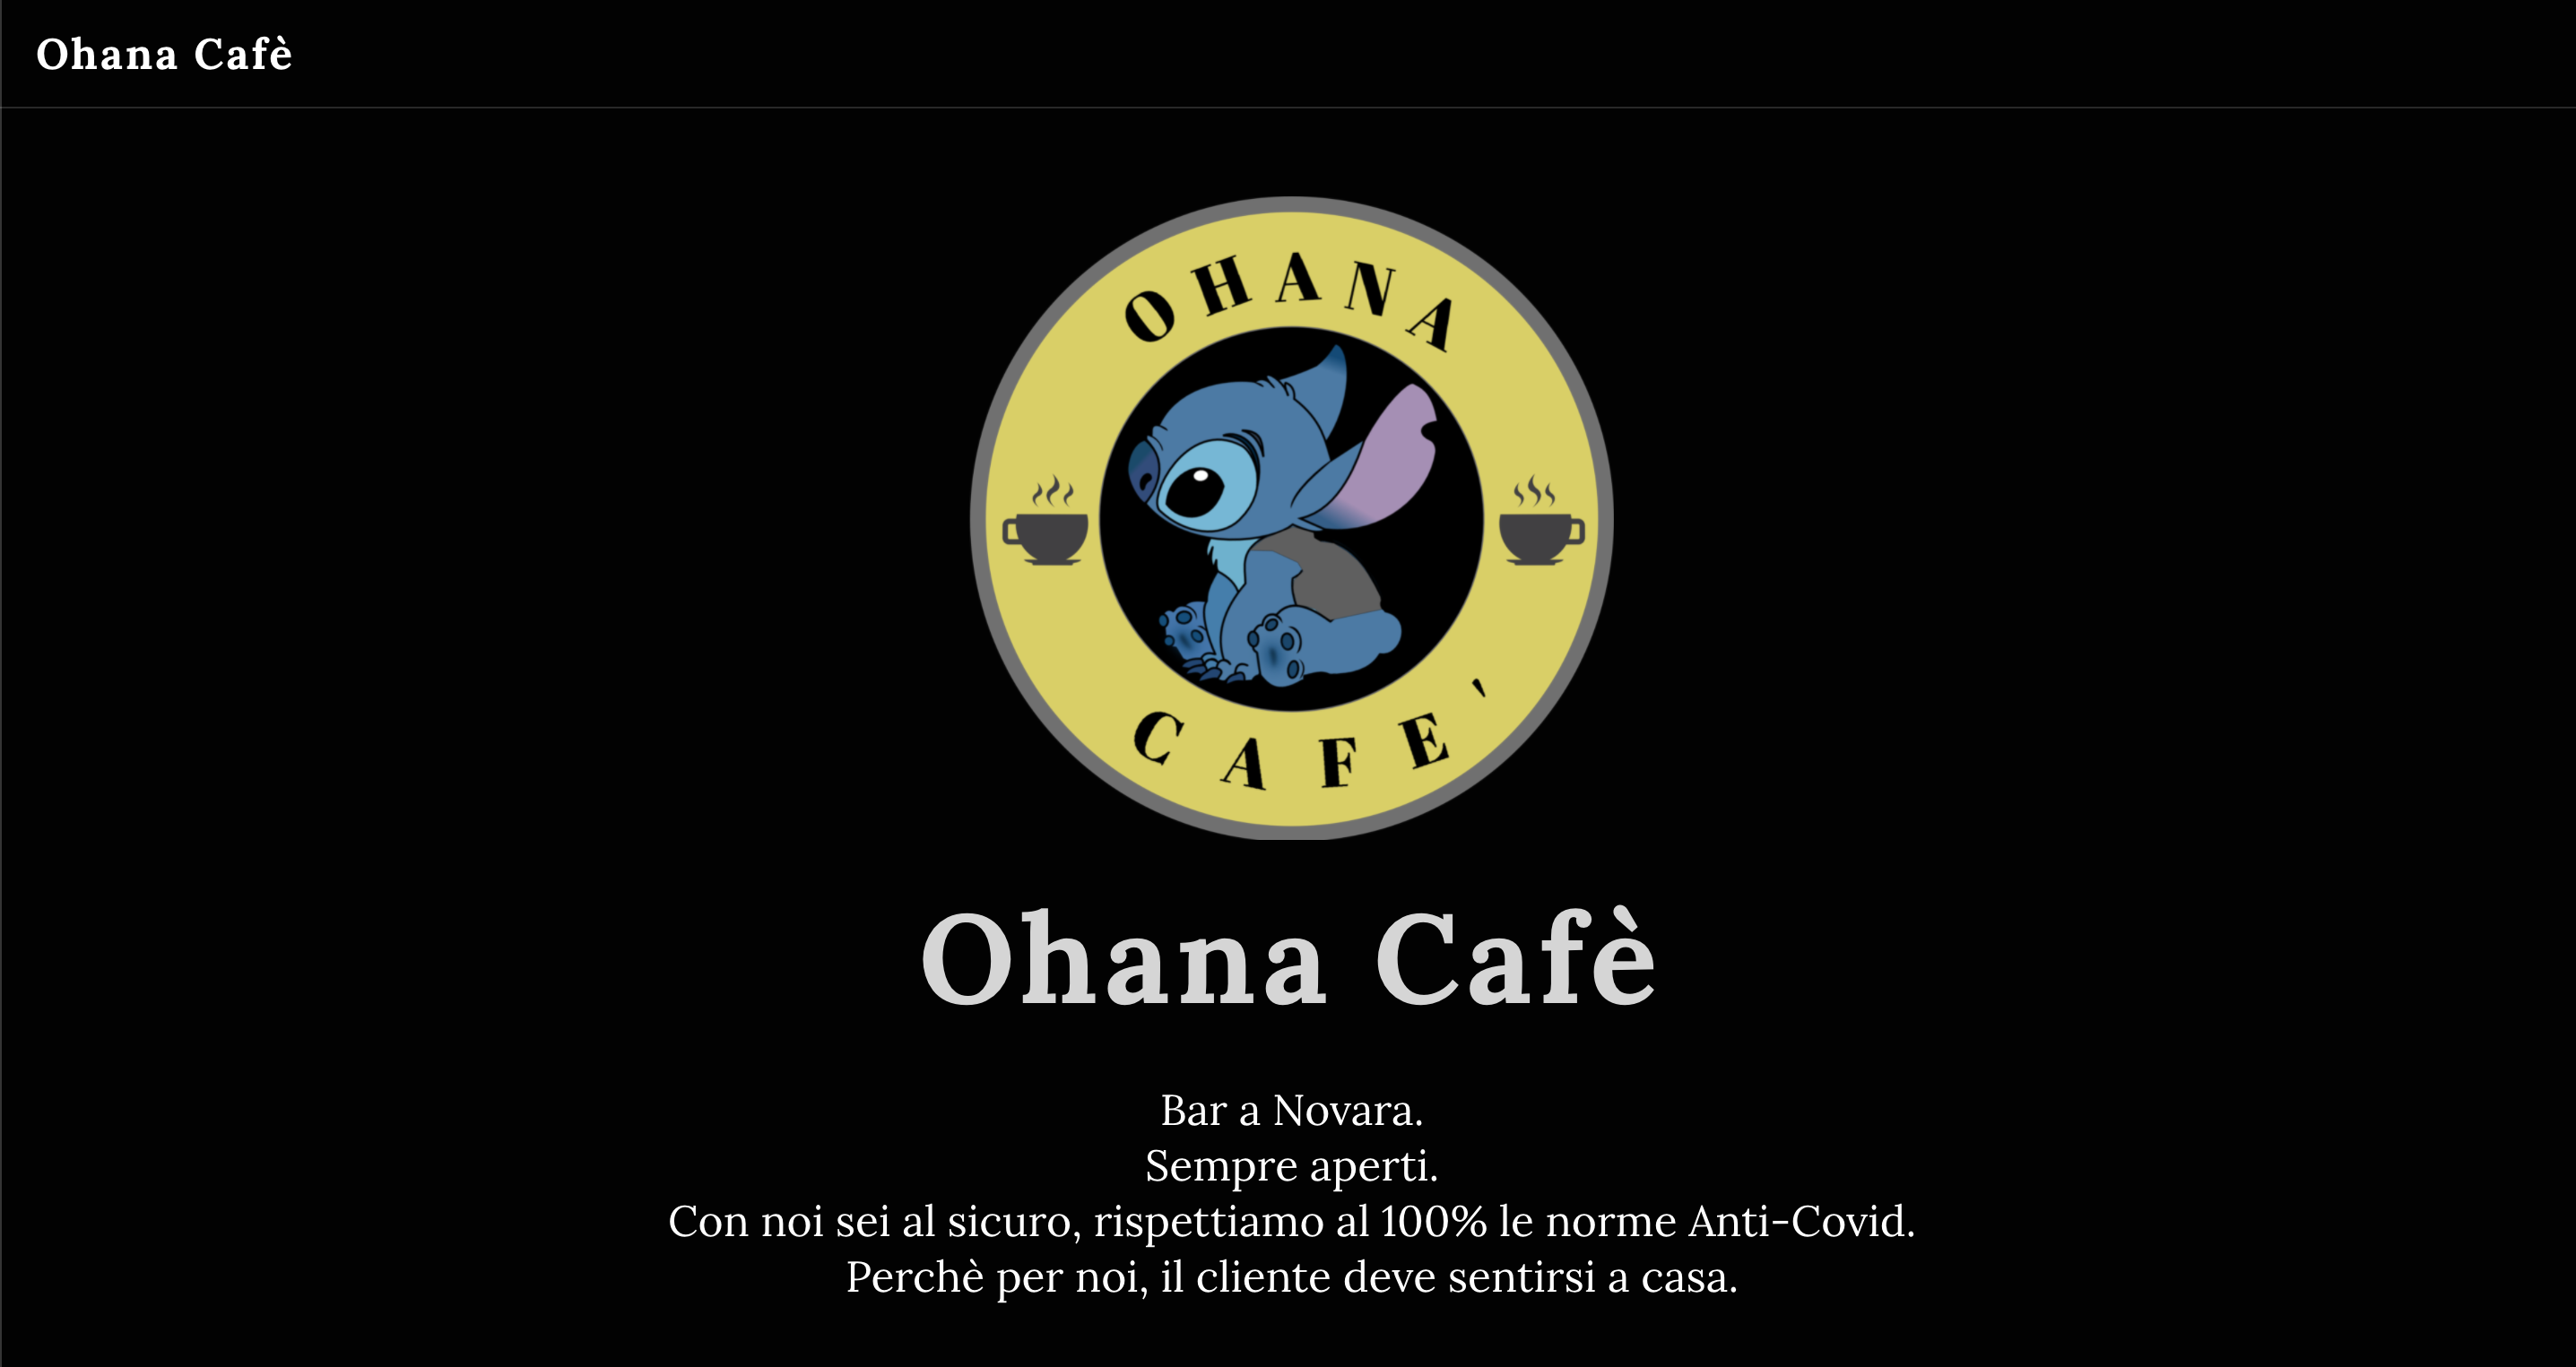 Ohana Cafè
OHANA
CAFE'
Ohana Cafè
Bar a Novara.
Sempre aperti.
Con noi sei al sicuro, rispettiamo al 100% le norme Anti-Covid.
Perchè per noi, il cliente deve sentirsi a casa.